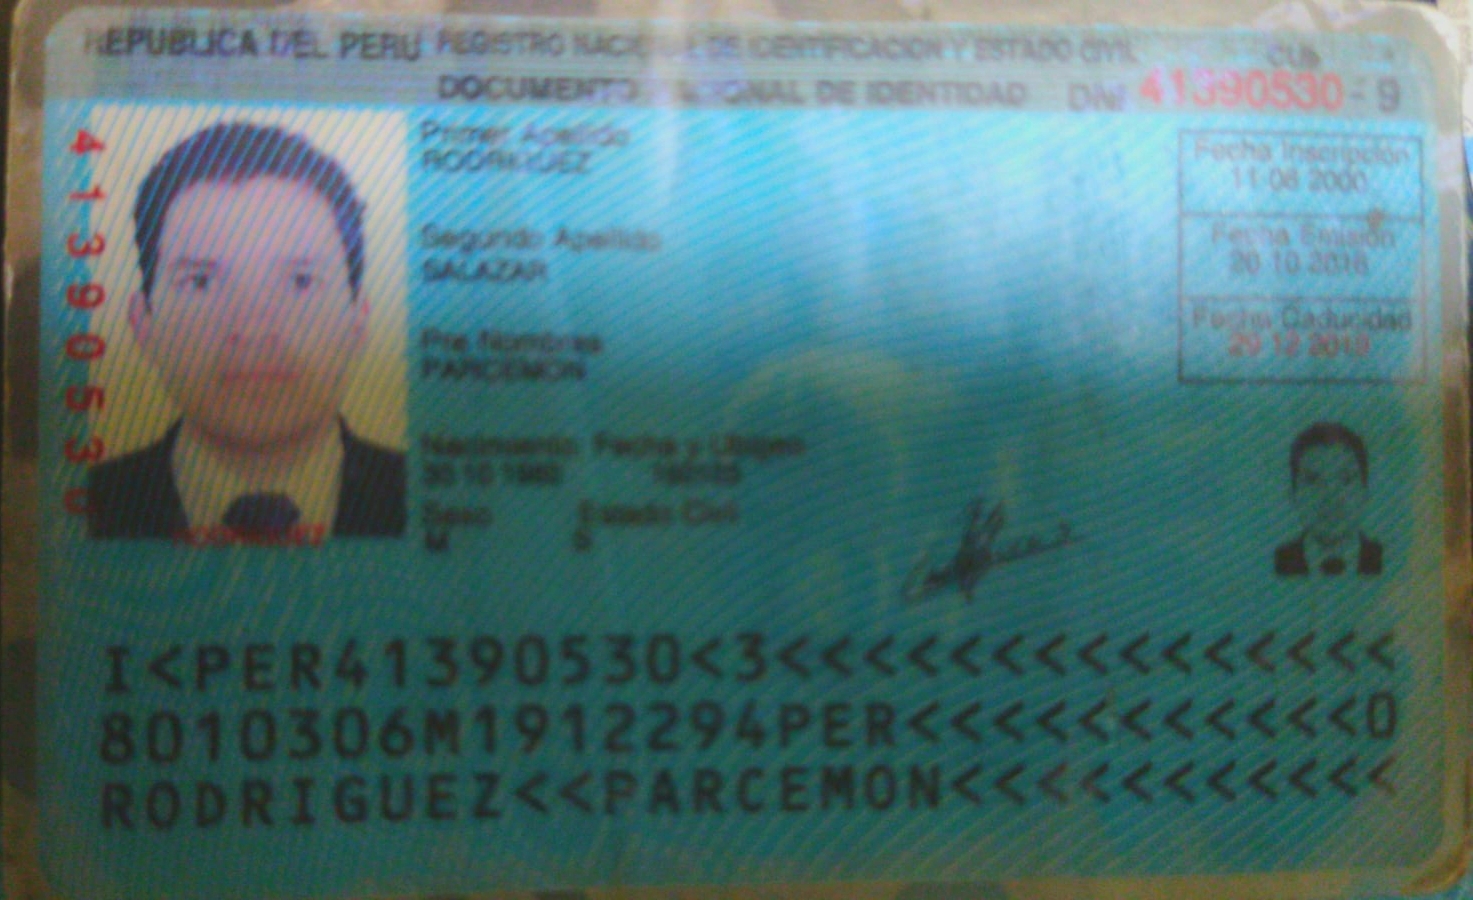 REPUBLICA DEL PERU REGISTRO NACIONAL DE IDENTIFICACION Y ESTADO CIVIL
CUI
DOCUMENTO NACIONAL DE IDENTIDAD DNI 41390530 - 9
41390530
Primer Apellido
RODRIGUEZ
Segundo Apellido
SALAZAR
Pre Nombres
PARCEMON
Nacimiento: Fecha y Ubigeo
30 10 1980
Sexo Estado Civil
M S
RODRIGUEZ
Fecha Inscripción
11 08 2000
Fecha Emisión
20 10 2018
Fecha Caducidad
29 12 2019
I<PER41390530<3<<<<<<<<<<<<<<<
8010306M1912294PER<<<<<<<<<<<0
RODRIGUEZ<<PARCEMON<<<<<<<<<<<